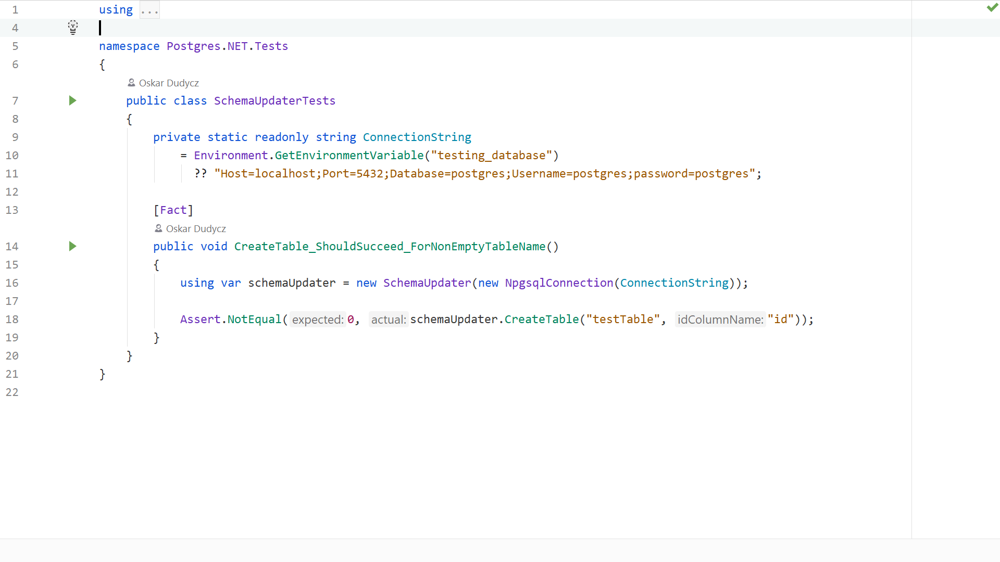 1 using ...
4
5 namespace Postgres.NET.Tests
6 {
Oskar Dudycz
7 public class SchemaUpdaterTests
8 {
9 private static readonly string ConnectionString
10 = Environment.GetEnvironmentVariable("testing_database")
11 ?? "Host=localhost;Port=5432;Database=postgres;Username=postgres;password=postgres";
12
13 [Fact]
Oskar Dudycz
14 public void CreateTable_ShouldSucceed_ForNonEmptyTableName()
15 {
16 using var schemaUpdater = new SchemaUpdater(new NpgsqlConnection(ConnectionString));
17
18 Assert.NotEqual( expected: 0, actual: schemaUpdater.CreateTable("testTable", idColumnName: "id"));
19 }
20 }
21 }
22